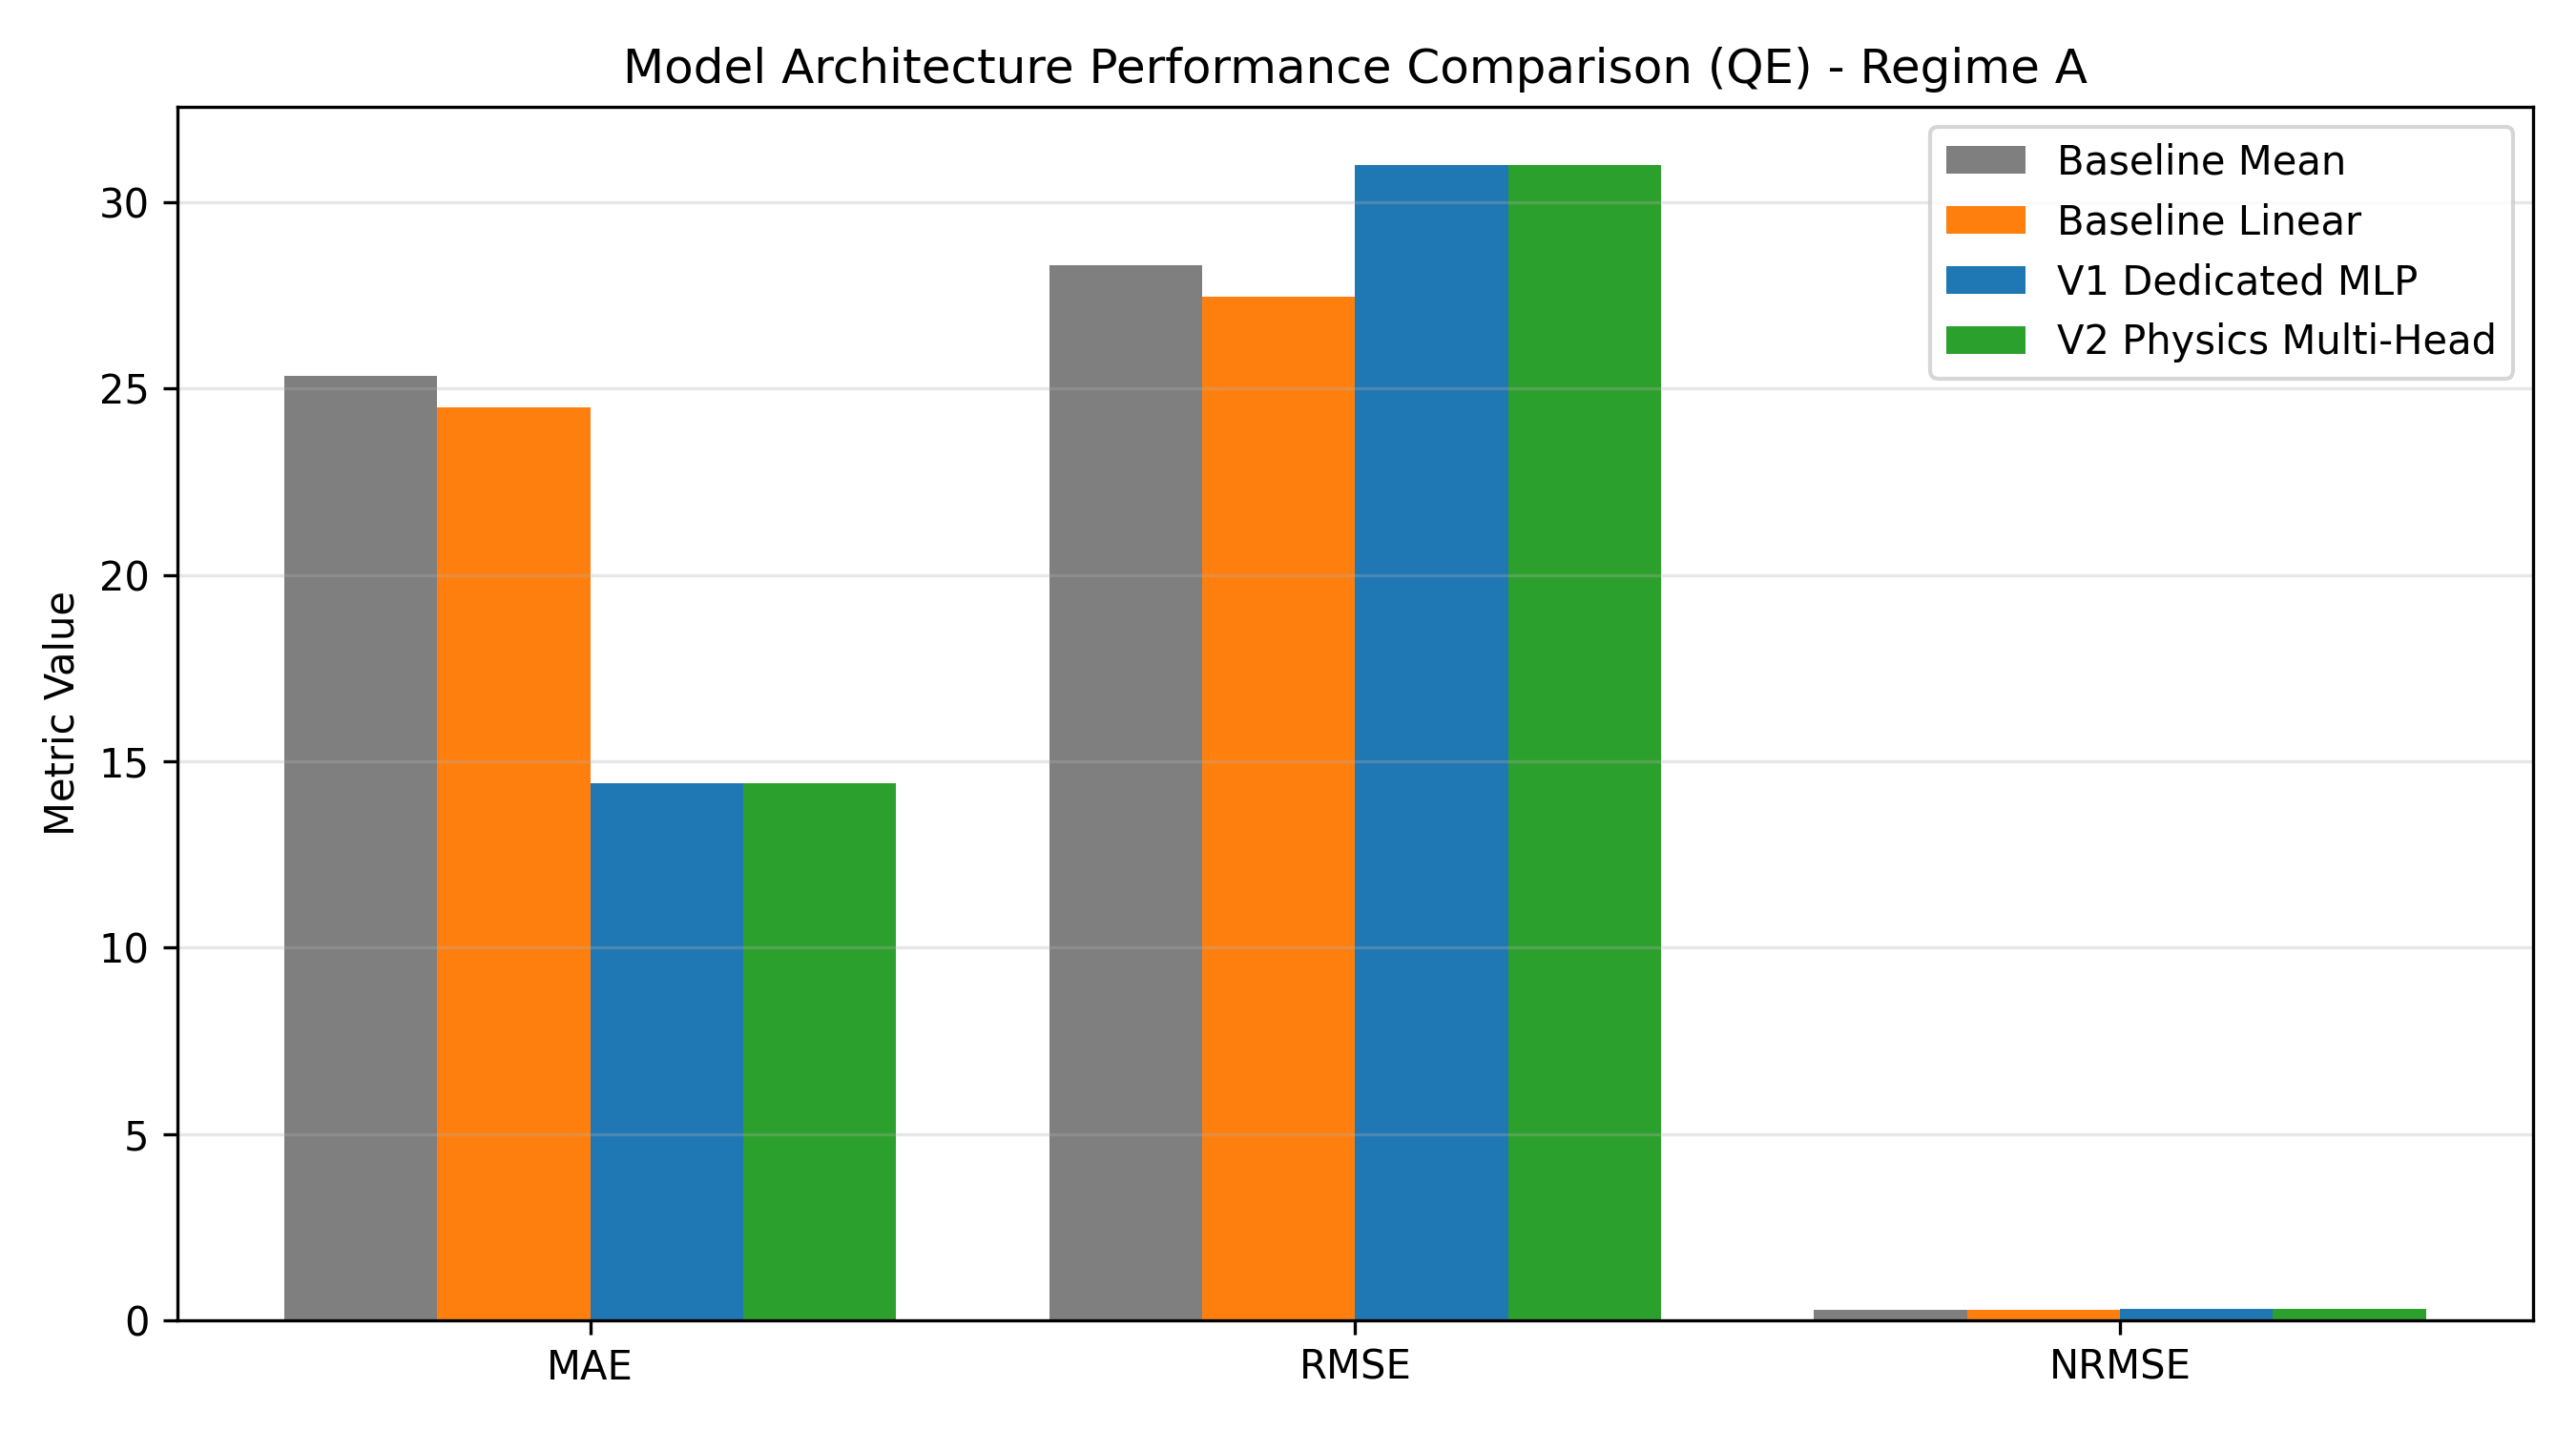 Model Architecture Performance Comparison (QE) - Regime A
Baseline Mean
Baseline Linear
V1 Dedicated MLP
V2 Physics Multi-Head
Metric Value
30
25
20
15
10
5
0
MAE
RMSE
NRMSE